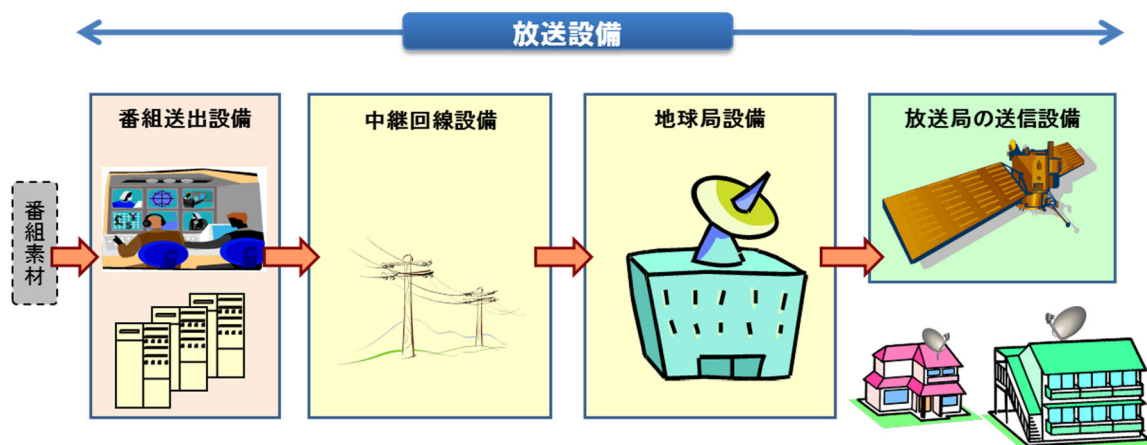 放送設備
番組送出設備
中継回線設備
地球局設備
放送局の送信設備
番組素材